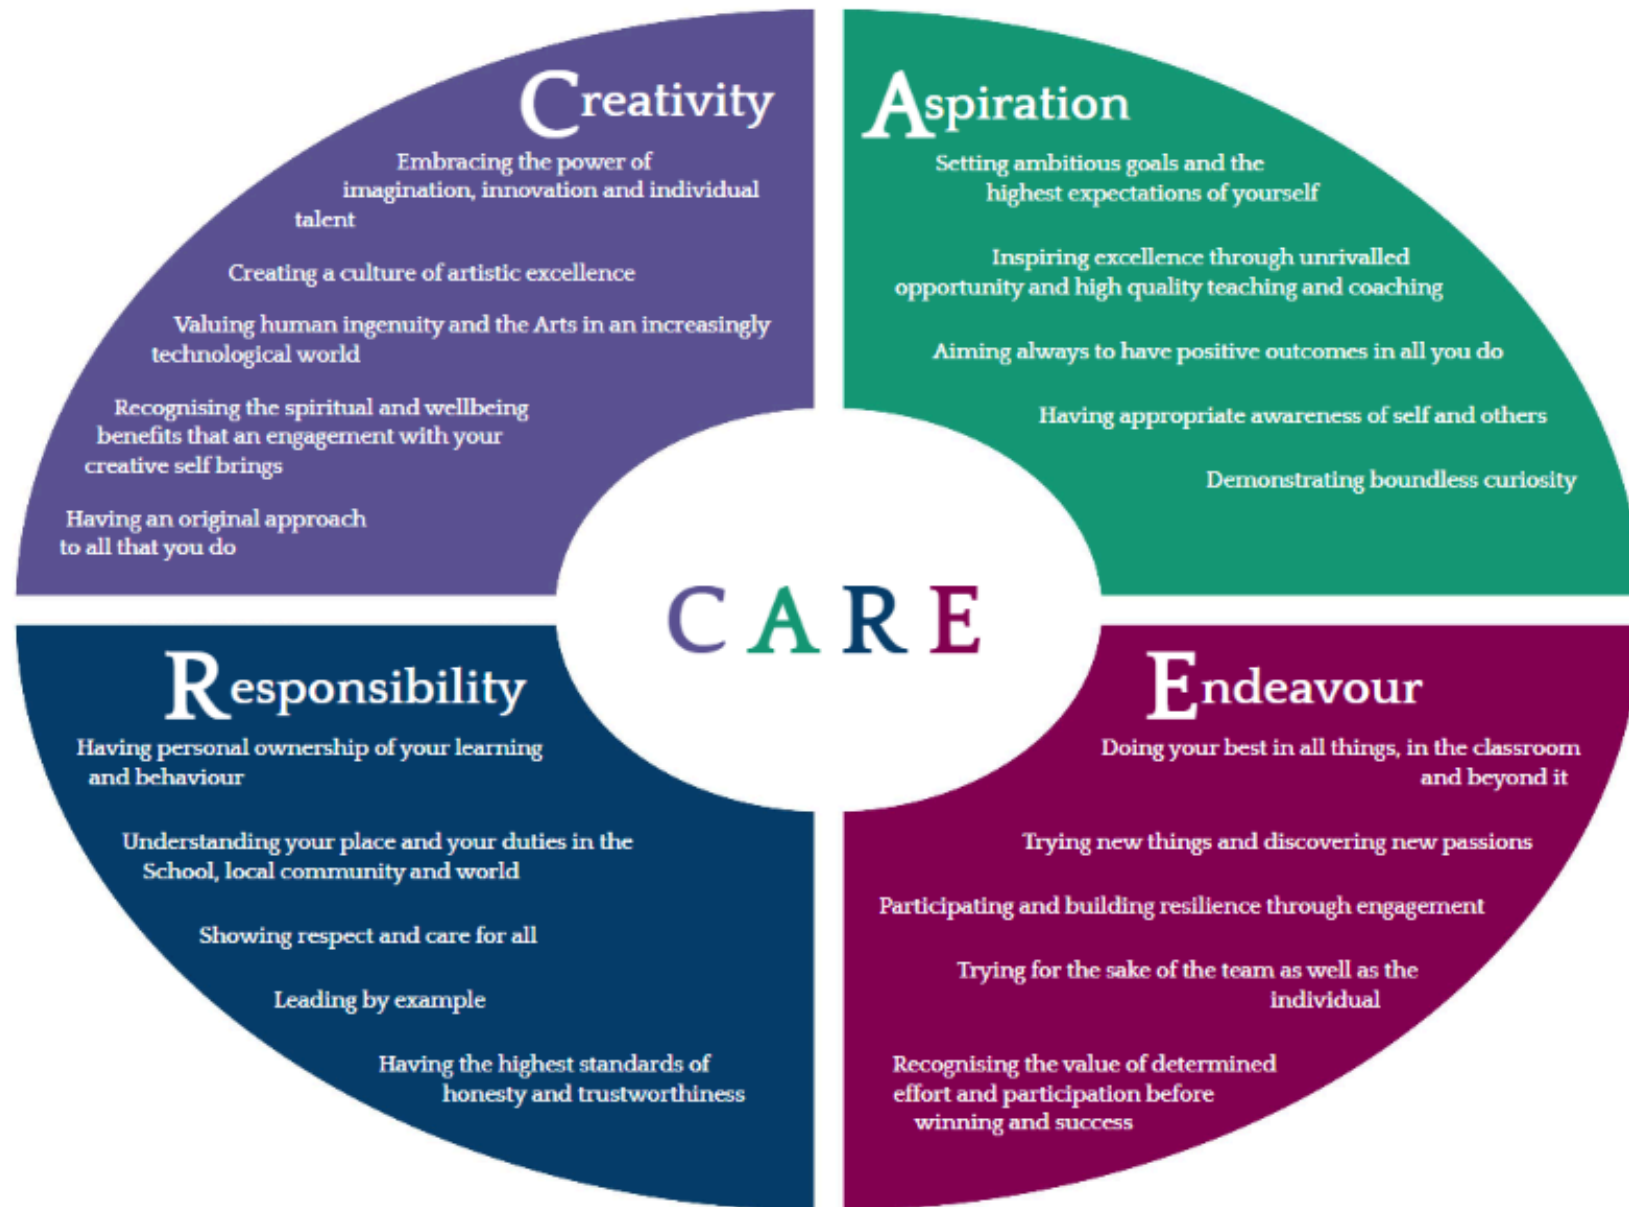 Creativity
Embracing the power of
imagination, innovation and individual
talent
Creating a culture of artistic excellence
Valuing human ingenuity and the Arts in an increasingly
technological world
Recognising the spiritual and wellbeing
benefits that an engagement with your
creative self brings
Having an original approach
to all that you do
Aspiration
Setting ambitious goals and the
highest expectations of yourself
Inspiring excellence through unrivalled
opportunity and high quality teaching and coaching
Aiming always to have positive outcomes in all you do
Having appropriate awareness of self and others
Demonstrating boundless curiosity
C A R E
Responsibility
Having personal ownership of your learning
and behaviour
Understanding your place and your duties in the
School, local community and world
Showing respect and care for all
Leading by example
Having the highest standards of
honesty and trustworthiness
Endeavour
Doing your best in all things, in the classroom
and beyond it
Trying new things and discovering new passions
Participating and building resilience through engagement
Trying for the sake of the team as well as the
individual
Recognising the value of determined
effort and participation before
winning and success